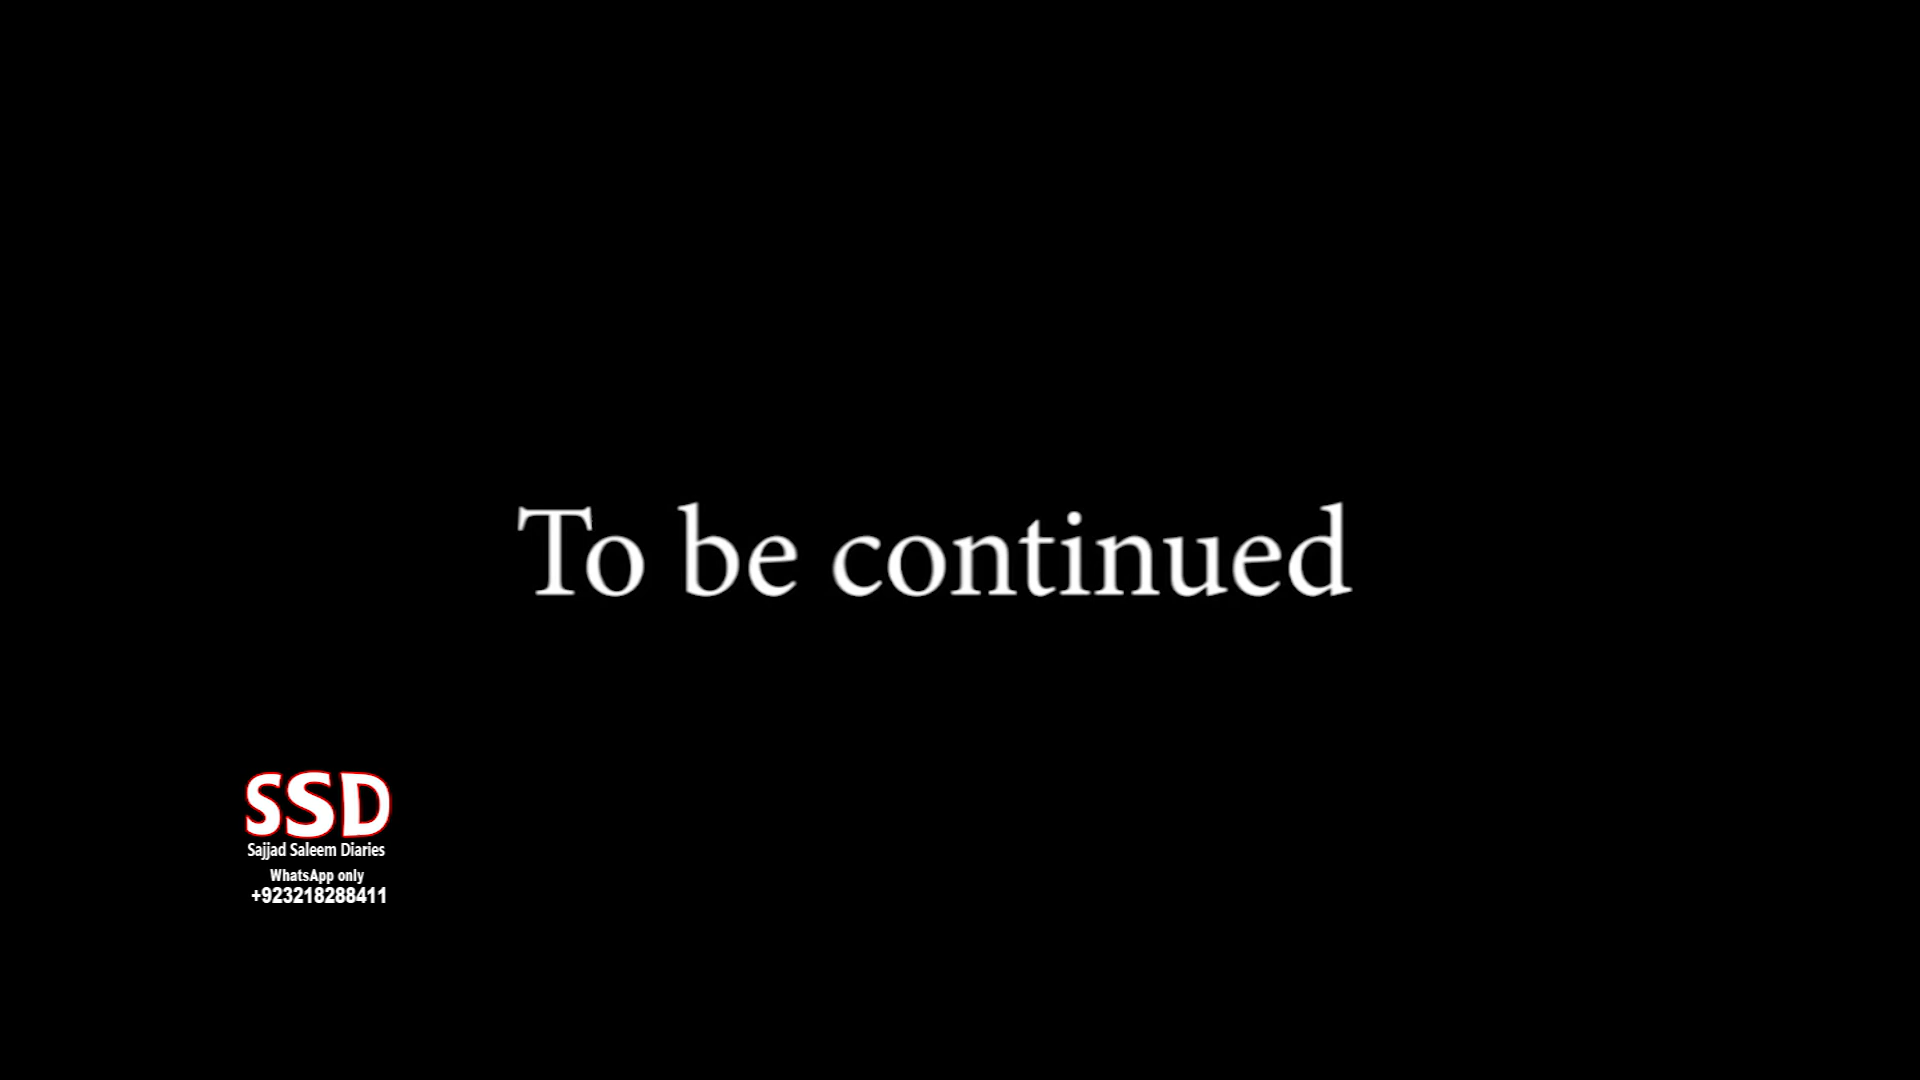 To be continued
SSD
Sajjad Saleem Diaries
WhatsApp only
+923218288411